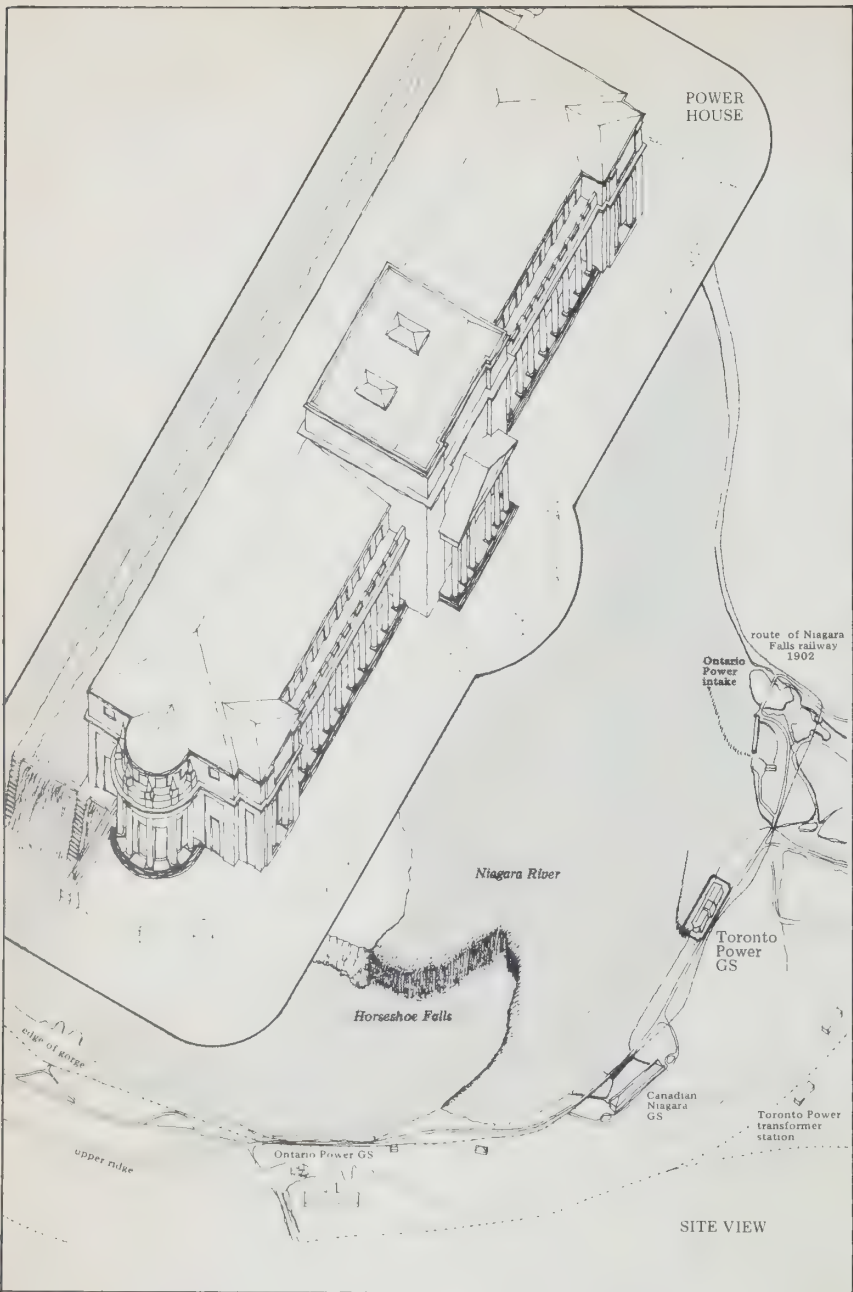 POWER
HOUSE
route of Niagara
Falls railway
1902
Ontario
Power
intake
Niagara River
Toronto
Power
GS
Horseshoe Falls
edge of gorge
Canadian
Niagara
GS
Toronto Power
transformer
station
upper ridge
Ontario Power GS
SITE VIEW